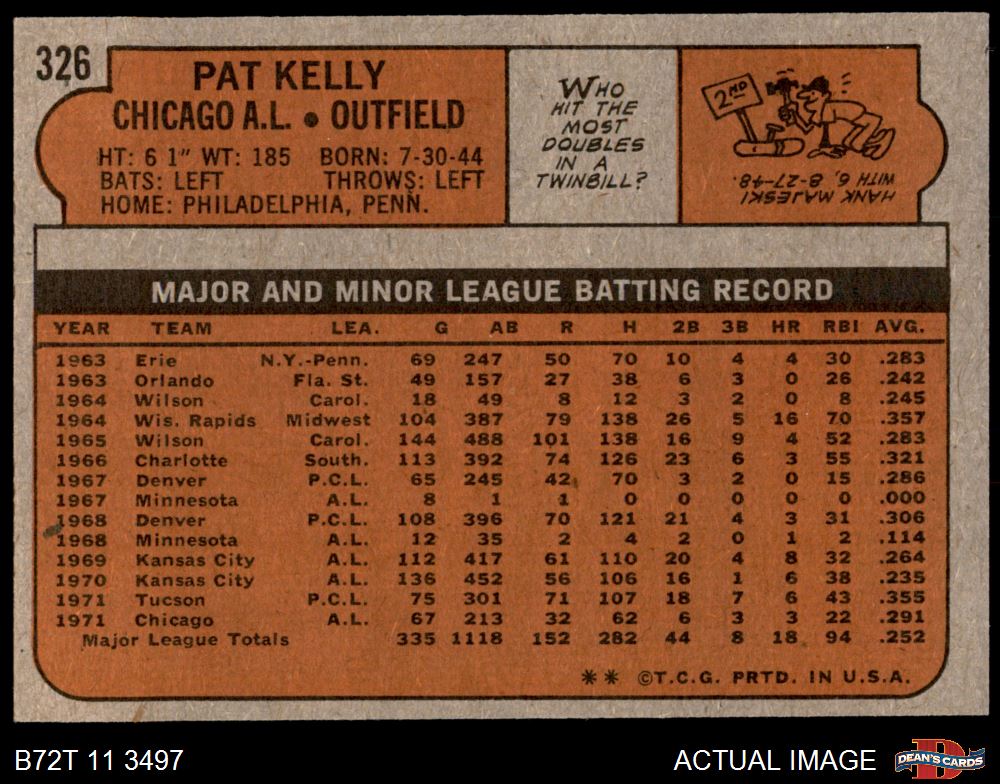 326
PAT KELLY
CHICAGO A.L. • OUTFIELD
HT: 6 1" WT: 185 BORN: 7-30-44
BATS: LEFT THROWS: LEFT
HOME: PHILADELPHIA, PENN.
WHO
HIT THE
MOST
DOUBLES
IN A
TWINBILL?
2ND
HANK MAJESKI
WITH 6, 8-27-48.
MAJOR AND MINOR LEAGUE BATTING RECORD
YEAR TEAM LEA. G AB R H 2B 3B HR RBI AVG.
1963 Erie N.Y.-Penn. 69 247 50 70 10 4 4 30 .283
1963 Orlando Fla. St. 49 157 27 38 6 3 0 26 .242
1964 Wilson Carol. 18 49 8 12 3 2 0 8 .245
1964 Wis. Rapids Midwest 104 387 79 138 26 5 16 70 .357
1965 Wilson Carol. 144 488 101 138 16 9 4 52 .283
1966 Charlotte South. 113 392 74 126 23 6 3 55 .321
1967 Denver P.C.L. 65 245 42 70 3 2 0 15 .286
1967 Minnesota A.L. 8 1 1 0 0 0 0 0 .000
1968 Denver P.C.L. 108 396 70 121 21 4 3 31 .306
1968 Minnesota A.L. 12 35 2 4 2 0 1 2 .114
1969 Kansas City A.L. 112 417 61 110 20 4 8 32 .264
1970 Kansas City A.L. 136 452 56 106 16 1 6 38 .235
1971 Tucson P.C.L. 75 301 71 107 18 7 6 43 .355
1971 Chicago A.L. 67 213 32 62 6 3 3 22 .291
Major League Totals 335 1118 152 282 44 8 18 94 .252
** ©T.C.G. PRTD. IN U.S.A.
B72T 11 3497
ACTUAL IMAGE
D
DEAN'S CARDS